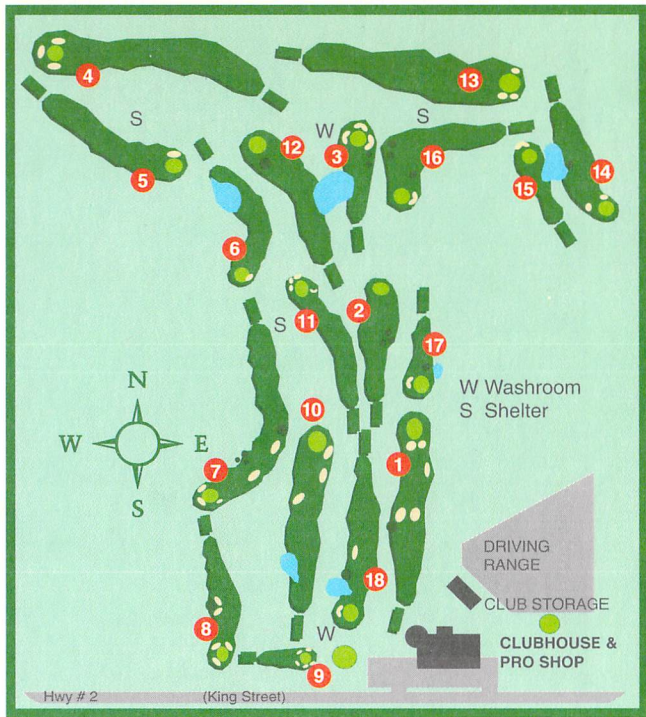 4
13
S
S
W
12
3
16
14
5
15
6
2
11
S
17
W Washroom
S Shelter
N
W
E
S
10
1
7
DRIVING
RANGE
18
CLUB STORAGE
8
W
CLUBHOUSE &
PRO SHOP
9
Hwy # 2
(King Street)